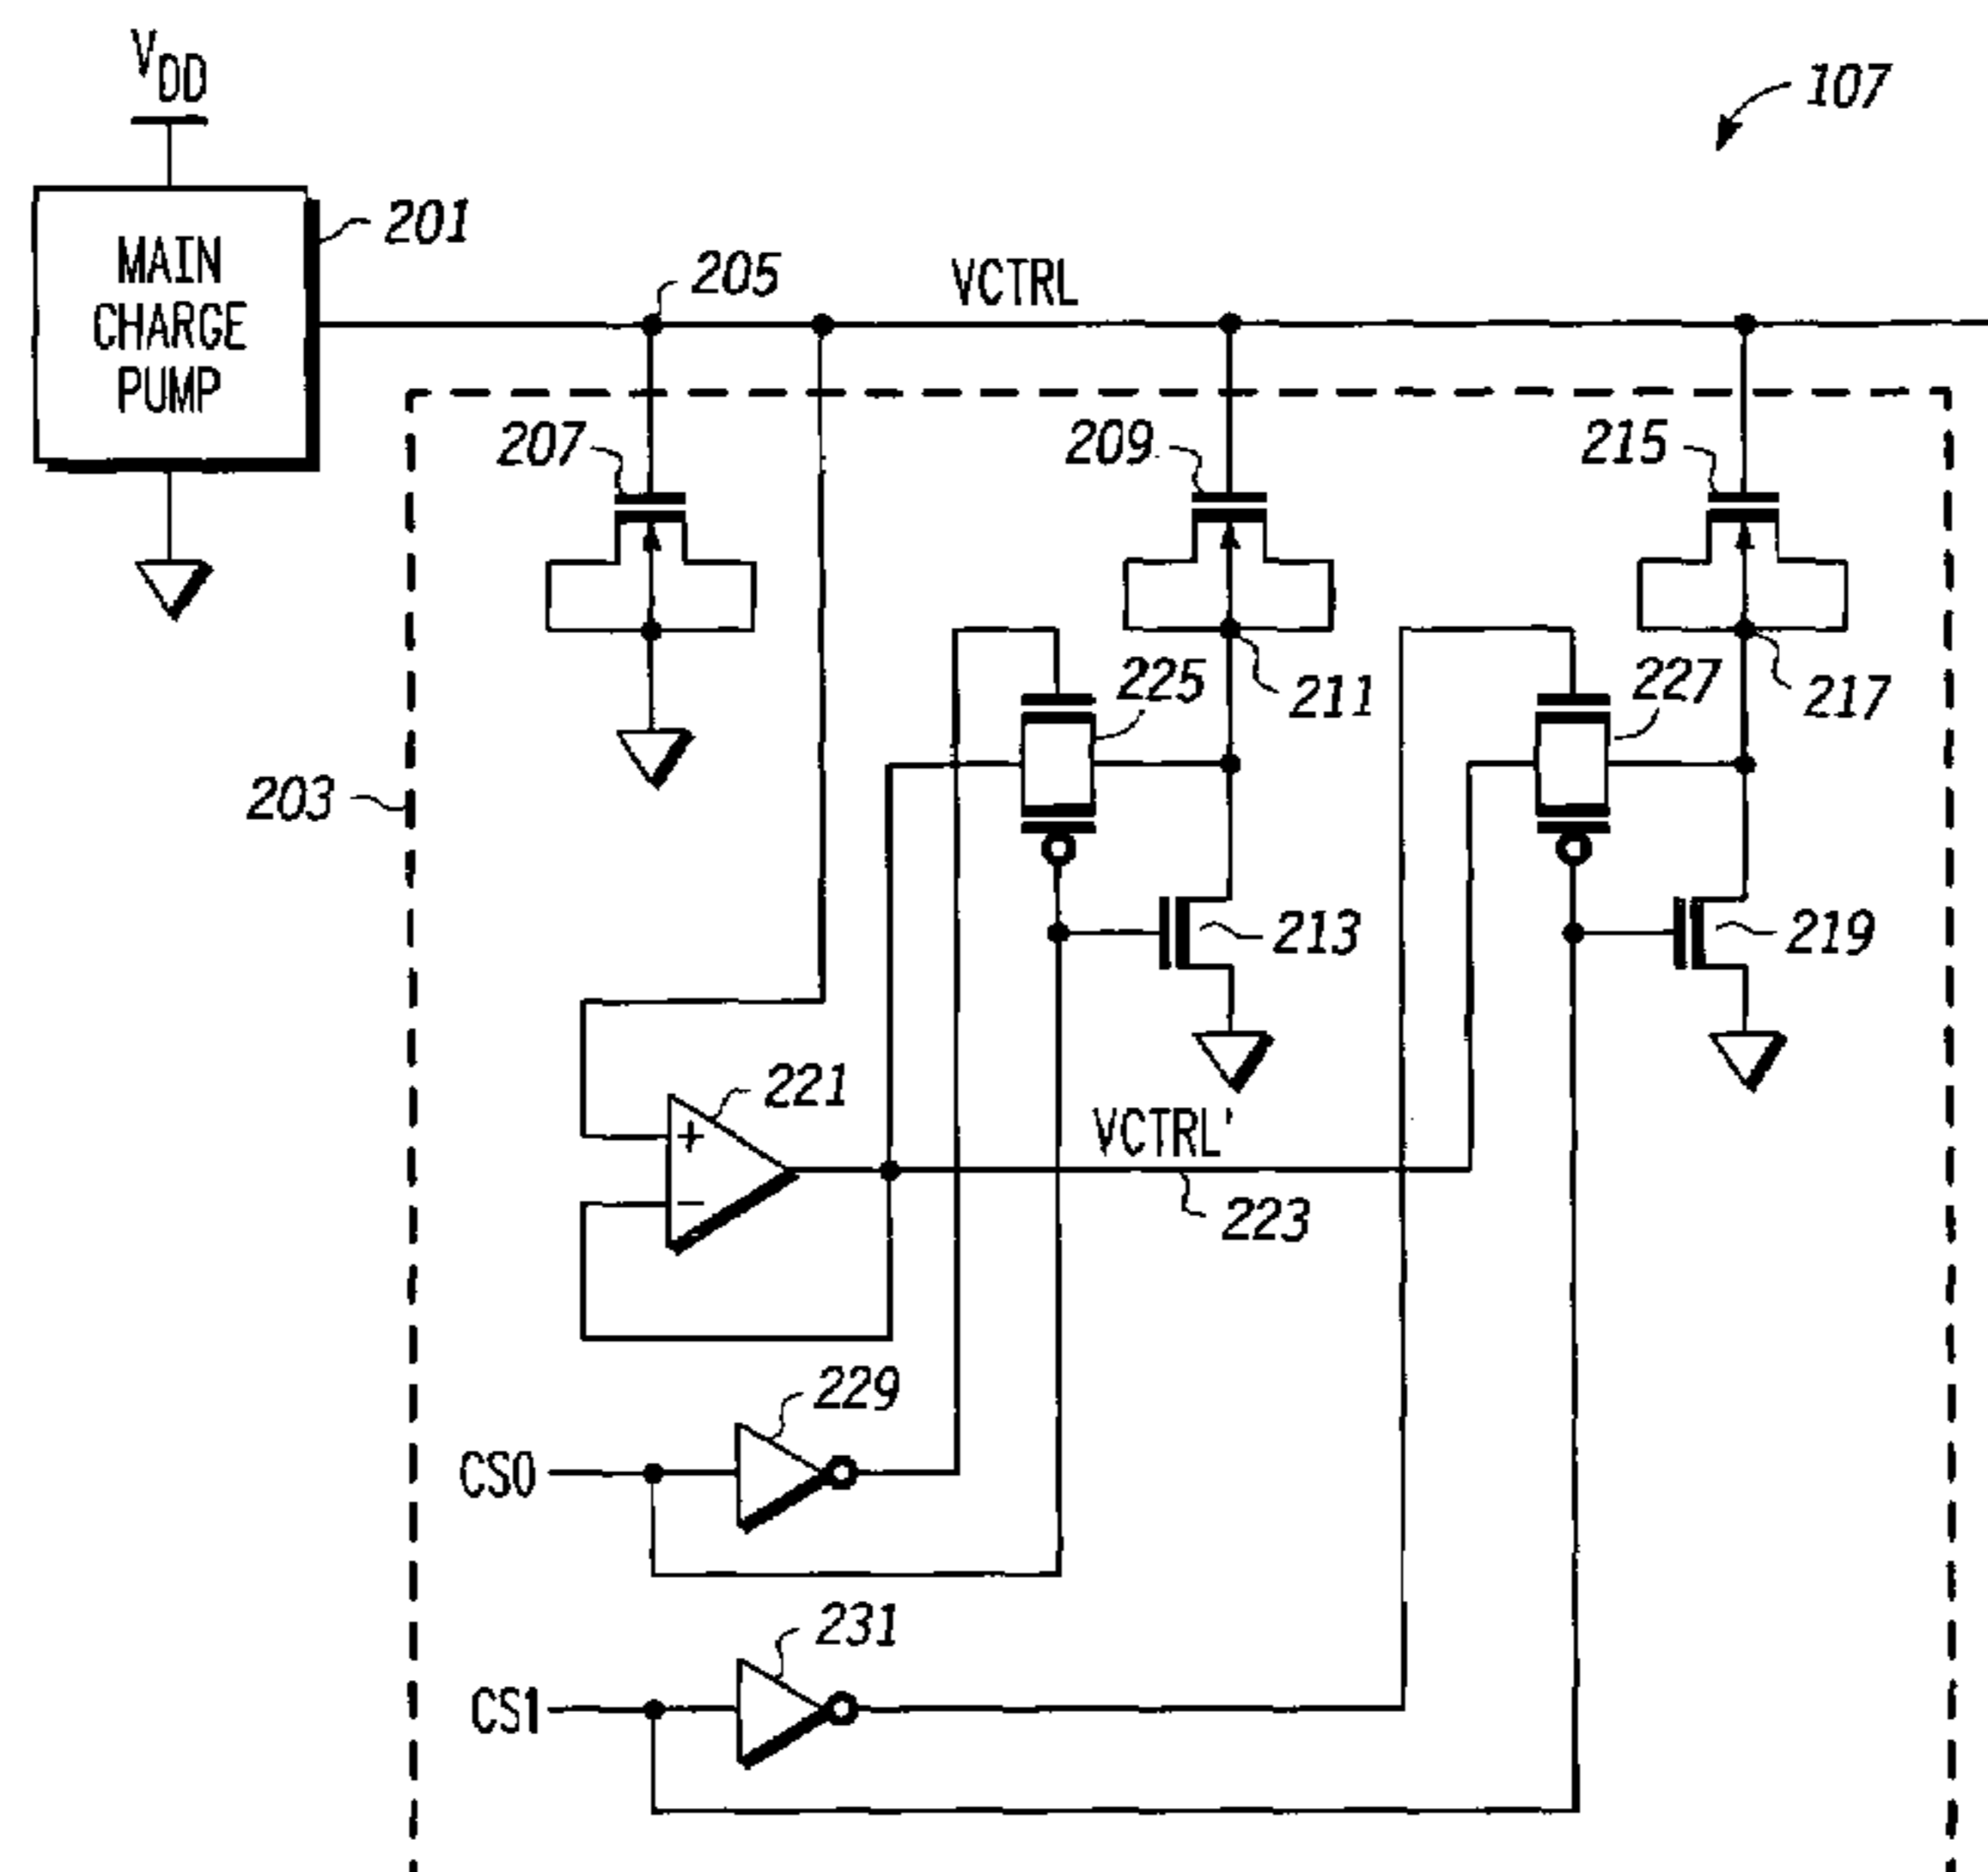 VDD
107
201
MAIN
CHARGE
PUMP
205
VCTRL
207
209
215
225
211
227
217
203
213
219
221
+
VCTRL'
−
223
229
CS0
231
CS1